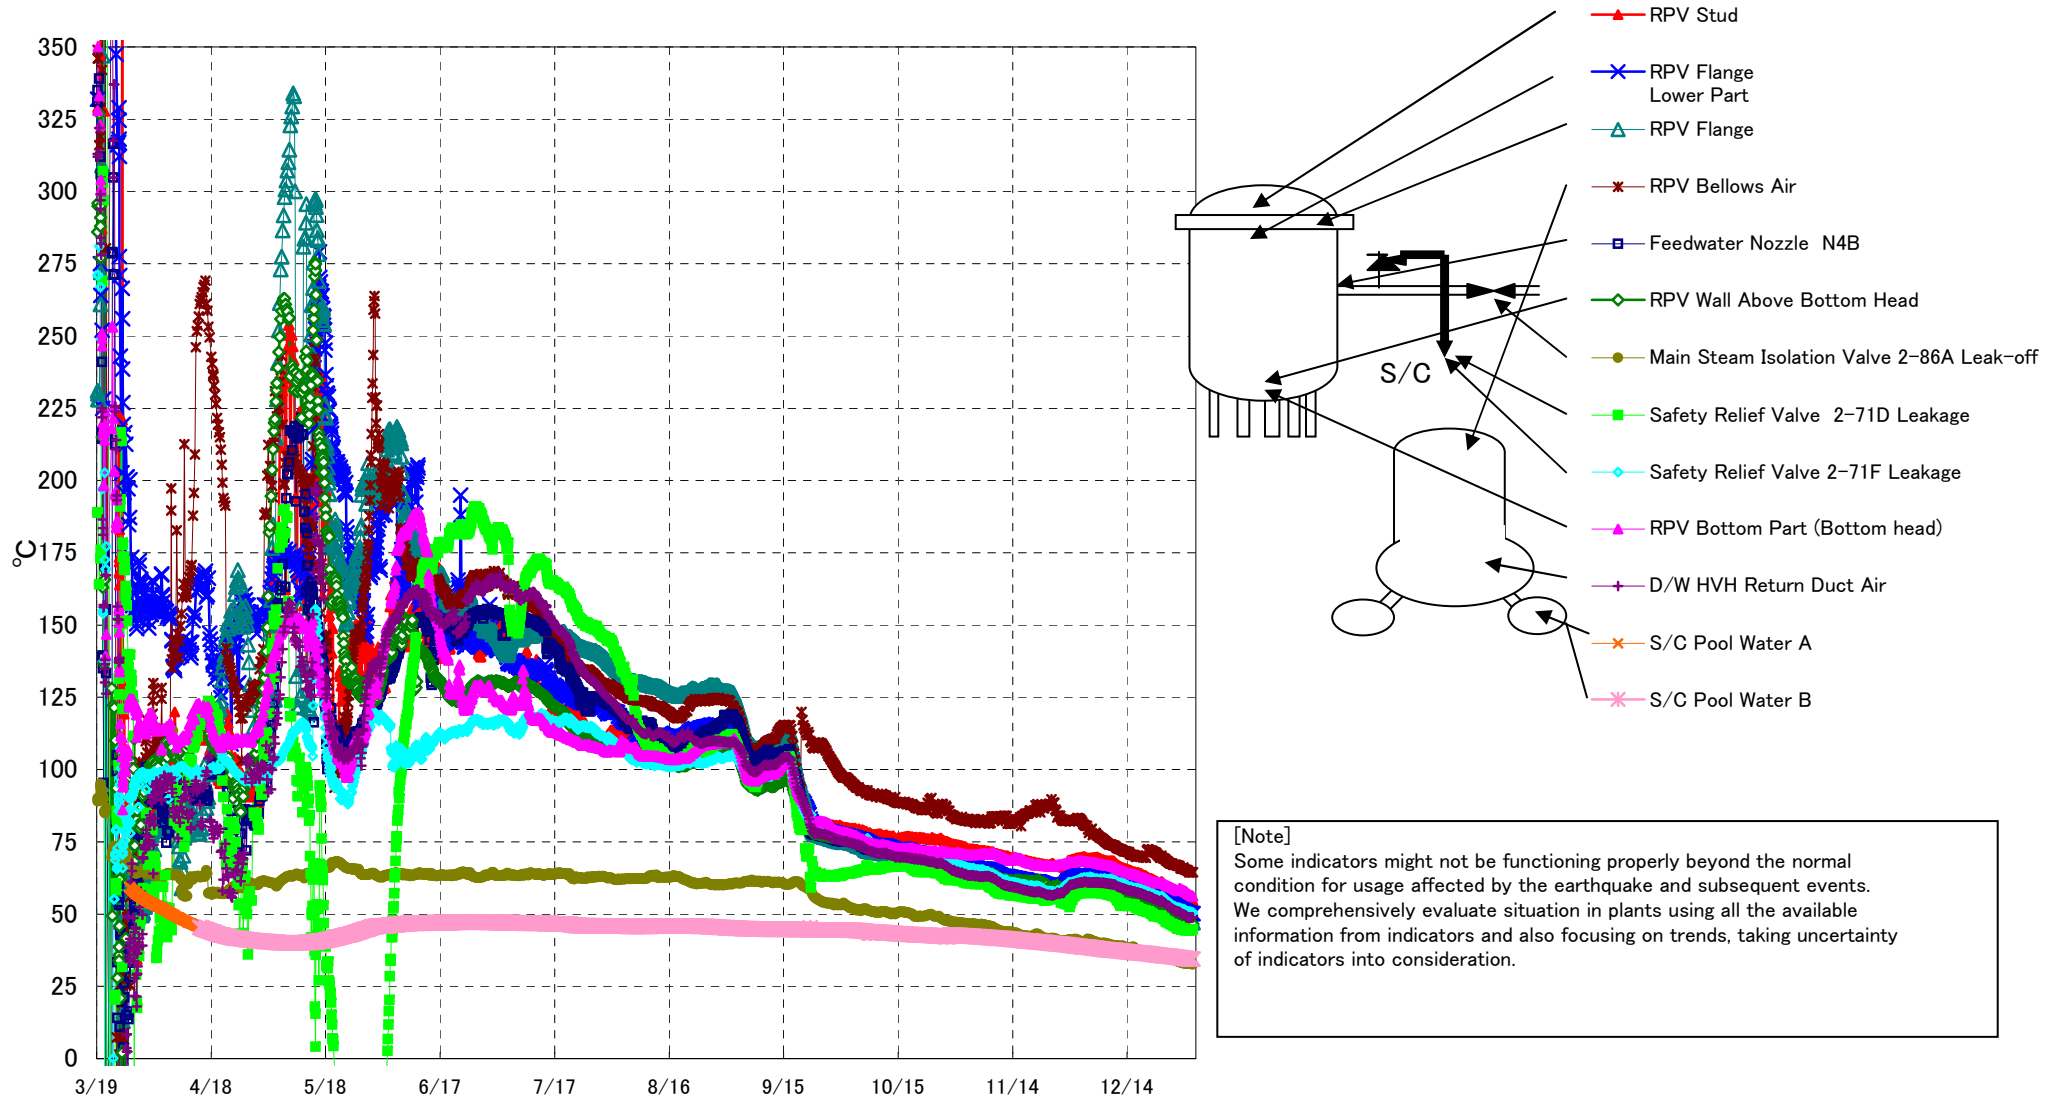 350
325
300
275
250
225
200
175
150
125
100
75
50
25
0
℃
3/19 4/18 5/18 6/17 7/17 8/16 9/15 10/15 11/14 12/14
RPV Stud
RPV Flange
Lower Part
RPV Flange
RPV Bellows Air
Feedwater Nozzle N4B
RPV Wall Above Bottom Head
Main Steam Isolation Valve 2-86A Leak-off
Safety Relief Valve 2-71D Leakage
Safety Relief Valve 2-71F Leakage
RPV Bottom Part (Bottom head)
D/W HVH Return Duct Air
S/C Pool Water A
S/C Pool Water B
S/C
[Note]
Some indicators might not be functioning properly beyond the normal
condition for usage affected by the earthquake and subsequent events.
We comprehensively evaluate situation in plants using all the available
information from indicators and also focusing on trends, taking uncertainty
of indicators into consideration.